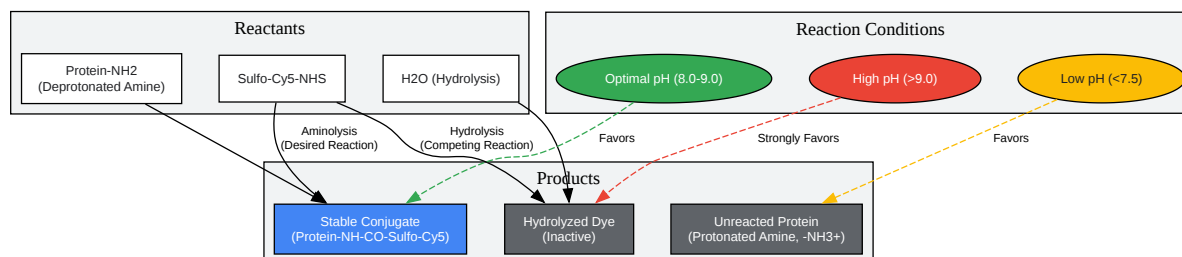 Reactants
Reaction Conditions
Protein-NH2
(Deprotonated Amine)
Sulfo-Cy5-NHS
H2O (Hydrolysis)
Optimal pH (8.0-9.0)
High pH (>9.0)
Low pH (<7.5)
Aminolysis
(Desired Reaction)
Hydrolysis
(Competing Reaction)
Favors
Strongly Favors
Favors
Products
Stable Conjugate
(Protein-NH-CO-Sulfo-Cy5)
Hydrolyzed Dye
(Inactive)
Unreacted Protein
(Protonated Amine, -NH3+)